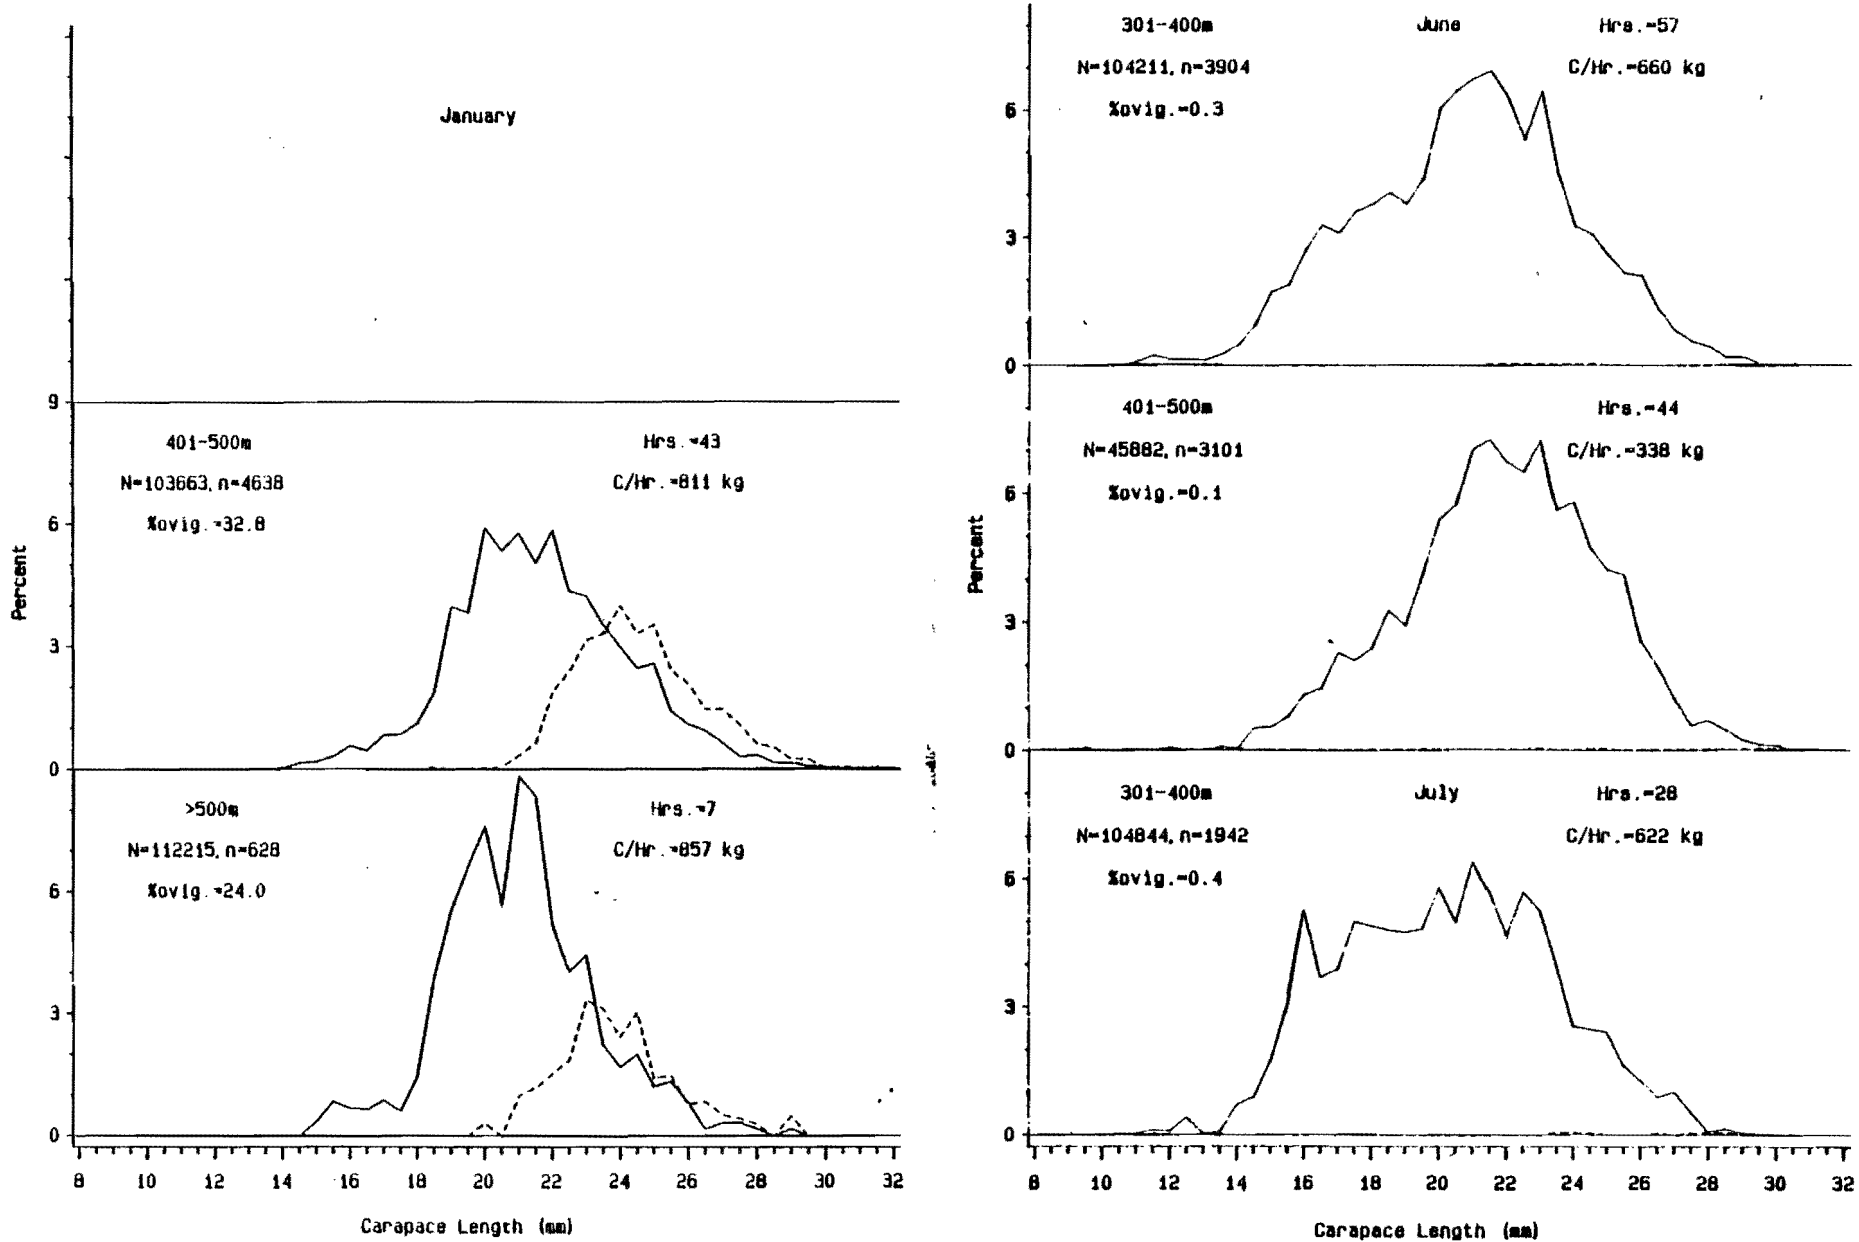 January
9
401-500m Hrs.=43
N=103663, n=4638 C/Hr.=811 kg
%ovig.=32.8
6
3
0
>500m Hrs.=7
N=112215, n=628 C/Hr.=857 kg
%ovig.=24.0
6
3
0
Percent
8 10 12 14 16 18 20 22 24 26 28 30 32
Carapace Length (mm)
301-400m June Hrs.=57
N=104211, n=3904 C/Hr.=660 kg
%ovig.=0.3
6
3
0
401-500m Hrs.=44
N=45882, n=3101 C/Hr.=338 kg
%ovig.=0.1
6
3
0
301-400m July Hrs.=28
N=104844, n=1942 C/Hr.=622 kg
%ovig.=0.4
6
3
0
Percent
8 10 12 14 16 18 20 22 24 26 28 30 32
Carapace Length (mm)